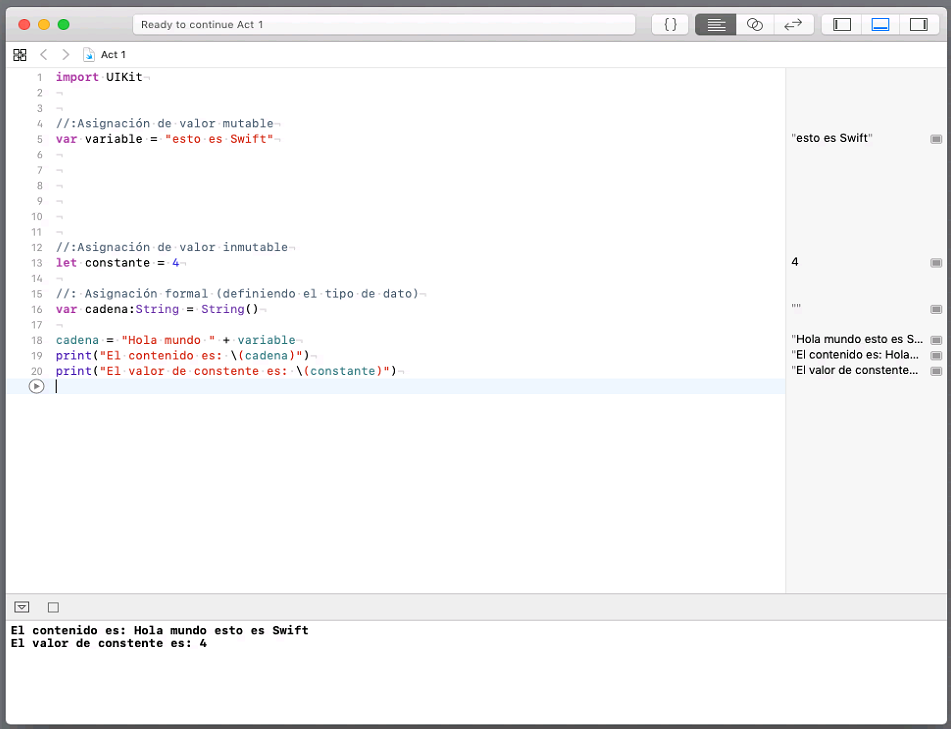 Ready to continue Act 1
{ }
Act 1
1 import UIKit
2
3
4 //:Asignación de valor mutable
5 var variable = "esto es Swift"
"esto es Swift"
6
7
8
9
10
11
12 //:Asignación de valor inmutable
13 let constante = 4
4
14
15 //: Asignación formal (definiendo el tipo de dato)
16 var cadena:String = String()
""
17
18 cadena = "Hola mundo " + variable
"Hola mundo esto es S...
19 print("El contenido es: \(cadena)")
"El contenido es: Hola...
20 print("El valor de constente es: \(constante)")
"El valor de constente...
El contenido es: Hola mundo esto es Swift
El valor de constente es: 4